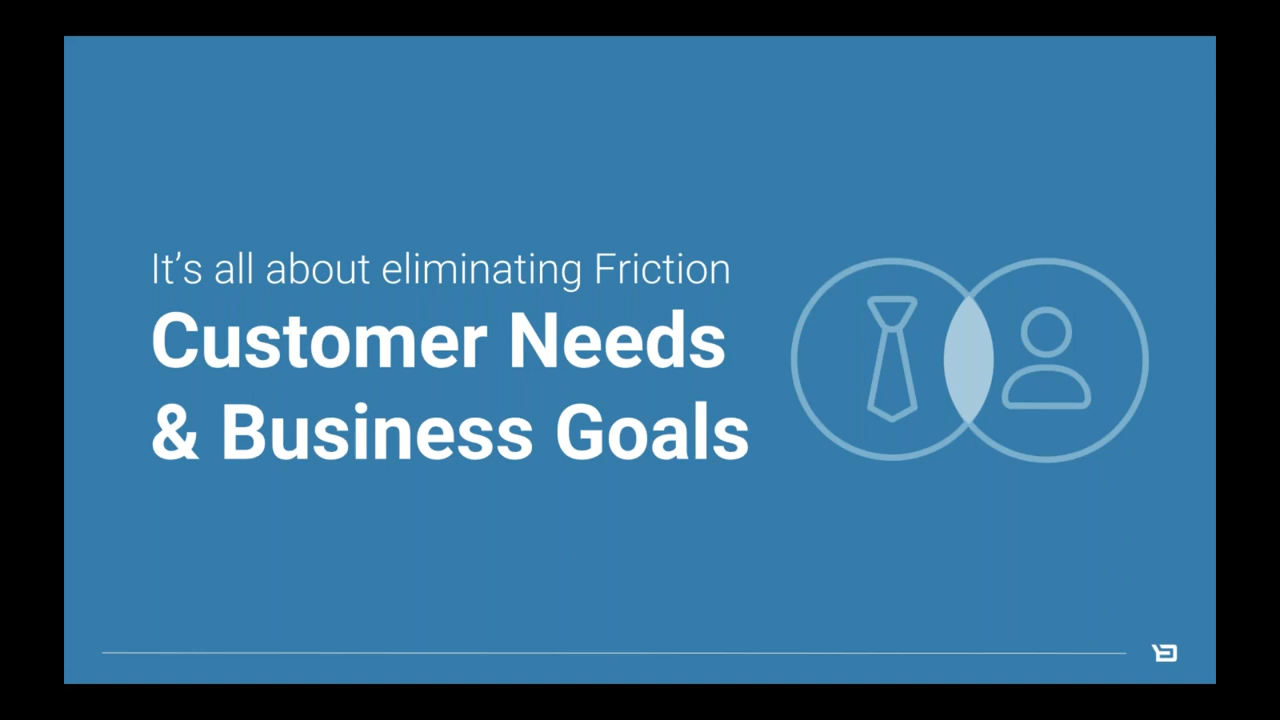 It’s all about eliminating Friction
Customer Needs
& Business Goals